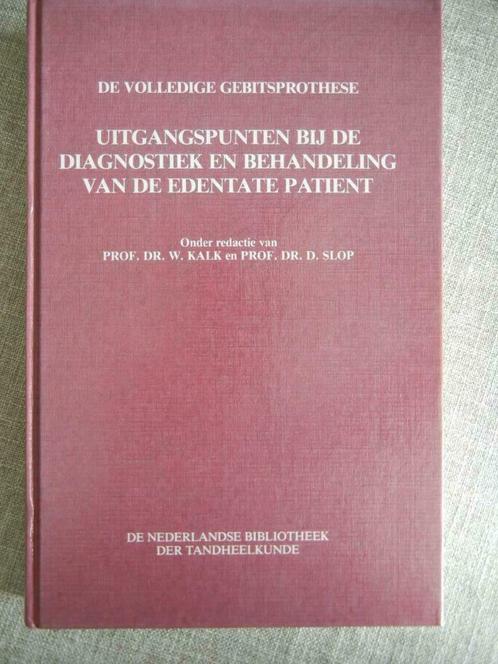 DE VOLLEDIGE GEBITSPROTHESE
UITGANGSPUNTEN BIJ DE
DIAGNOSTIEK EN BEHANDELING
VAN DE EDENTATE PATIENT
Onder redactie van
PROF. DR. W. KALK en PROF. DR. D. SLOP
DE NEDERLANDSE BIBLIOTHEEK
DER TANDHEELKUNDE